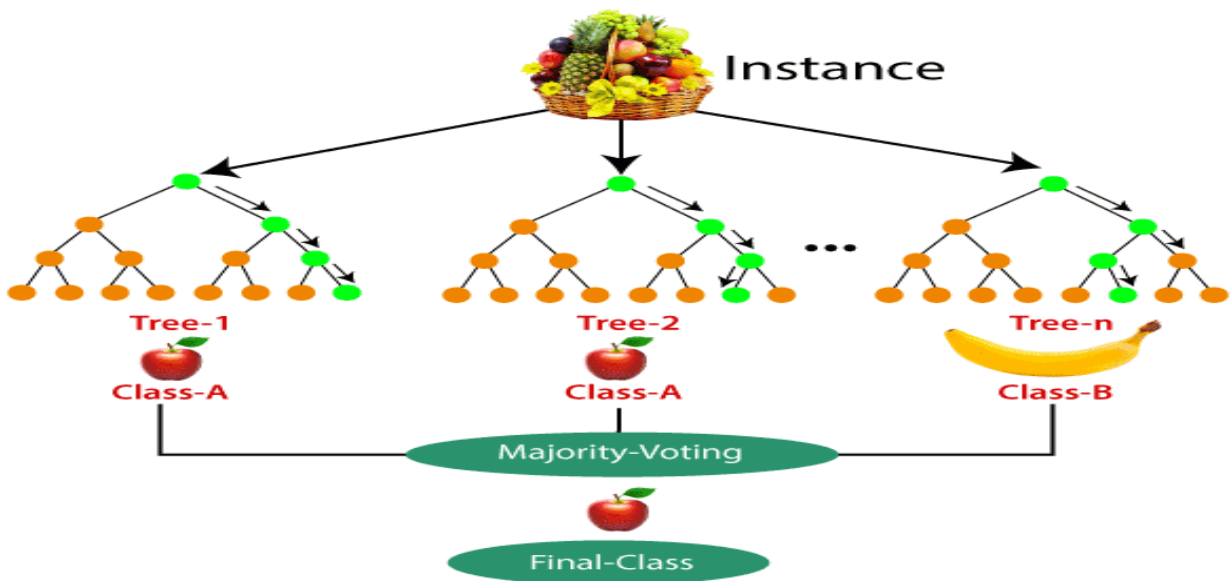 Instance
Tree-1
Tree-2
Tree-n
Class-A
Class-A
Class-B
Majority-Voting
Final-Class